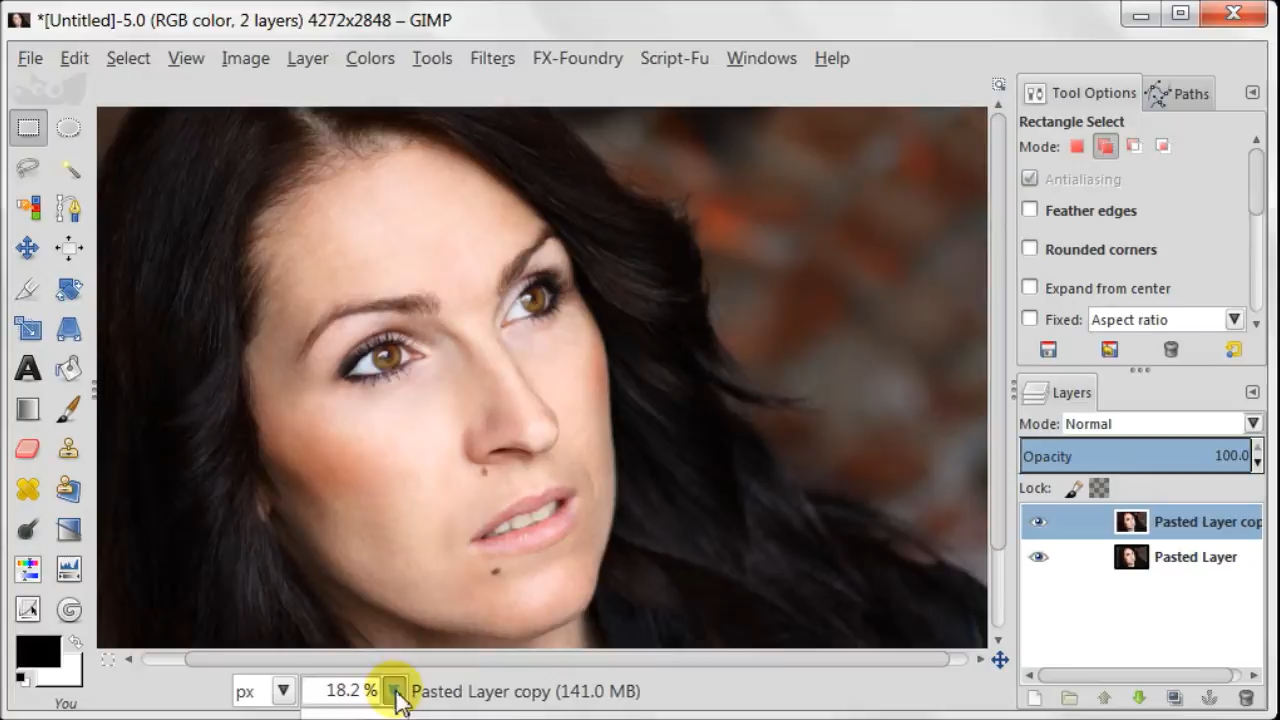 *[Untitled]-5.0 (RGB color, 2 layers) 4272x2848 – GIMP
File Edit Select View Image Layer Colors Tools Filters FX-Foundry Script-Fu Windows Help
Tool Options Paths
Rectangle Select
Mode:
Antialiasing
Feather edges
Rounded corners
Expand from center
Fixed: Aspect ratio
Layers
Mode: Normal
Opacity 100.0
Lock:
Pasted Layer cop
Pasted Layer
You
px 18.2 % Pasted Layer copy (141.0 MB)